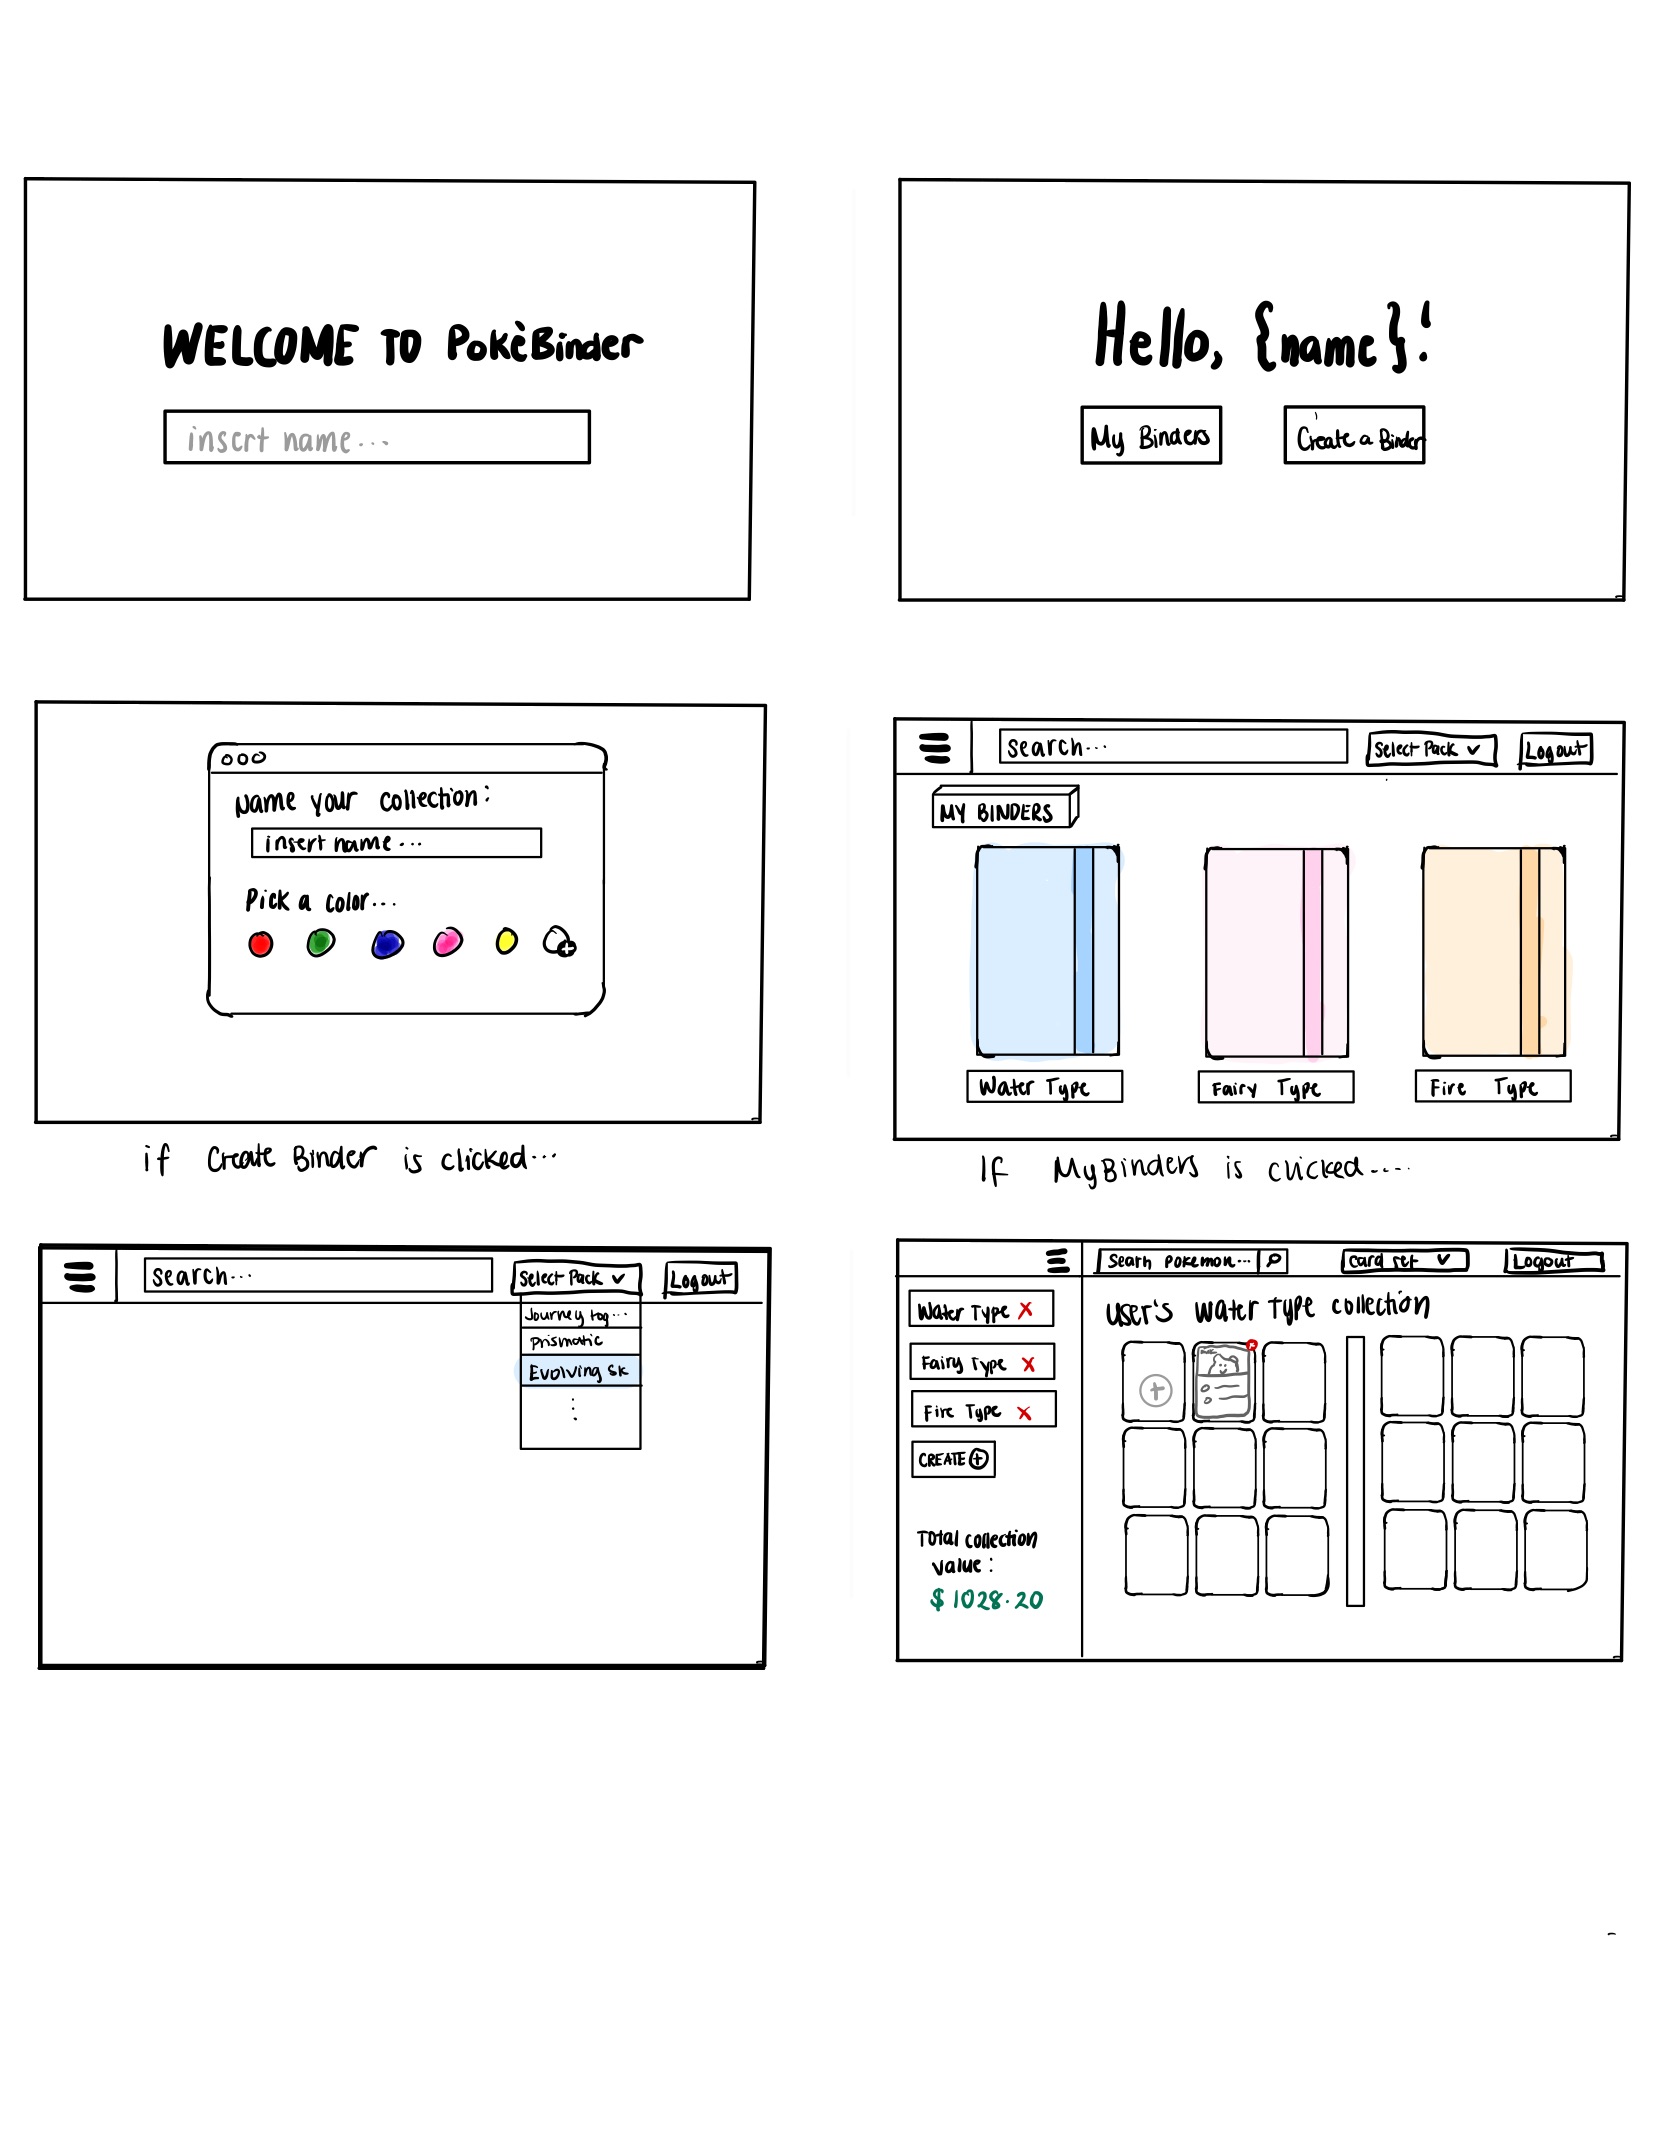 WELCOME TO PokèBinder
insert name...
Hello, {name}!
My Binders
Create a Binder
Name your collection:
insert name...
Pick a color...
if Create Binder is clicked...
search...
Select Pack
Logout
MY BINDERS
Water Type
Fairy Type
Fire Type
If MyBinders is clicked....
search...
Select Pack
Logout
Journey tog...
Prismatic
Evolving Sk
Searh pokemon...
card set
Logout
Water Type X
Fairy Type X
Fire Type X
CREATE +
Total collection
value:
$1028.20
User's Water Type collection